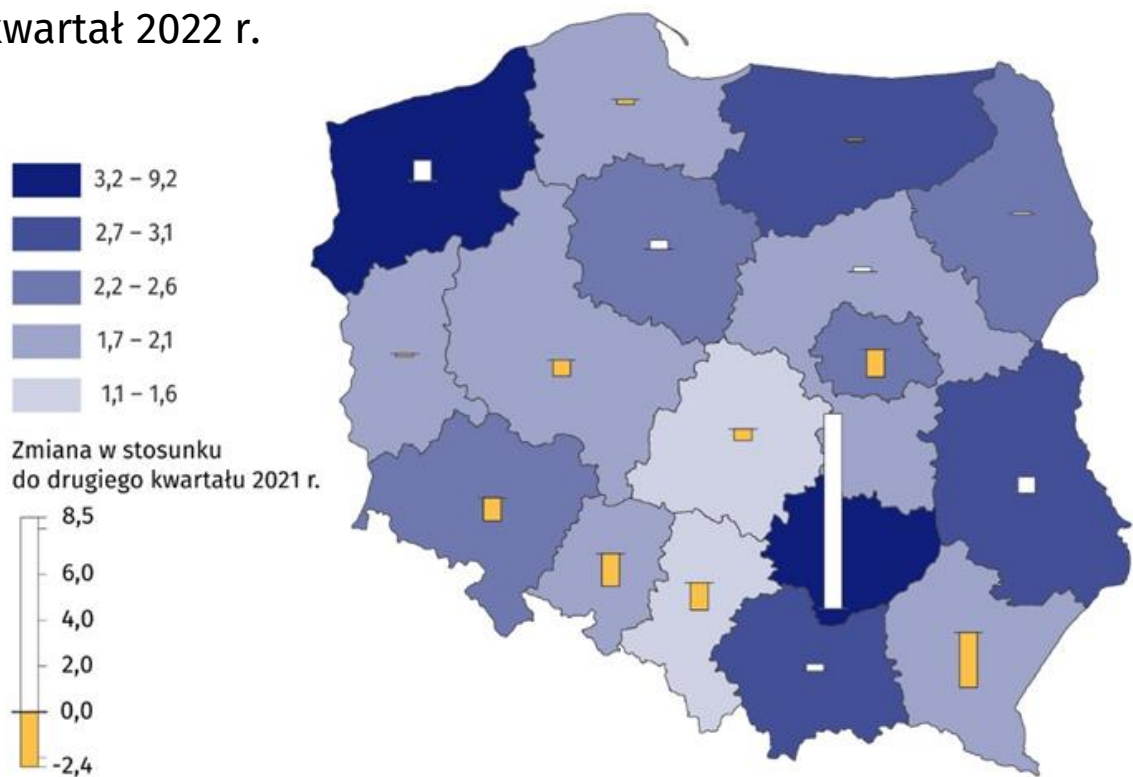 kwartał 2022 r.
3,2 – 9,2
2,7 – 3,1
2,2 – 2,6
1,7 – 2,1
1,1 – 1,6
Zmiana w stosunku
do drugiego kwartału 2021 r.
8,5
6,0
4,0
2,0
0,0
-2,4